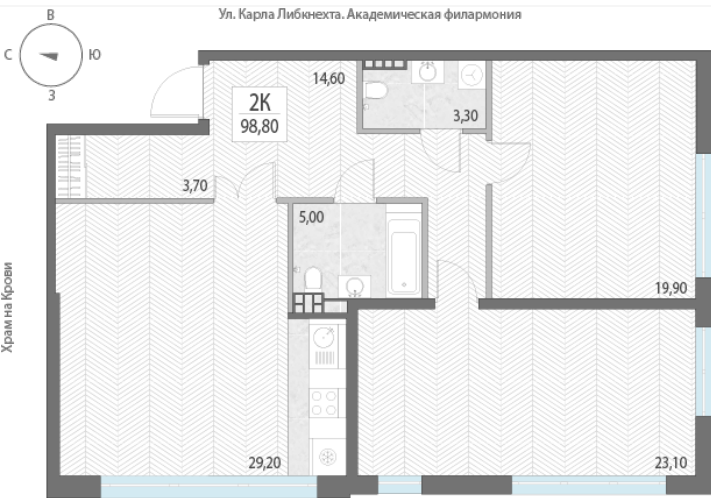 Ул. Карла Либкнехта. Академическая филармония
В
С
Ю
З
14,60
2К
98,80
3,30
3,70
5,00
19,90
Храм на Крови
29,20
23,10